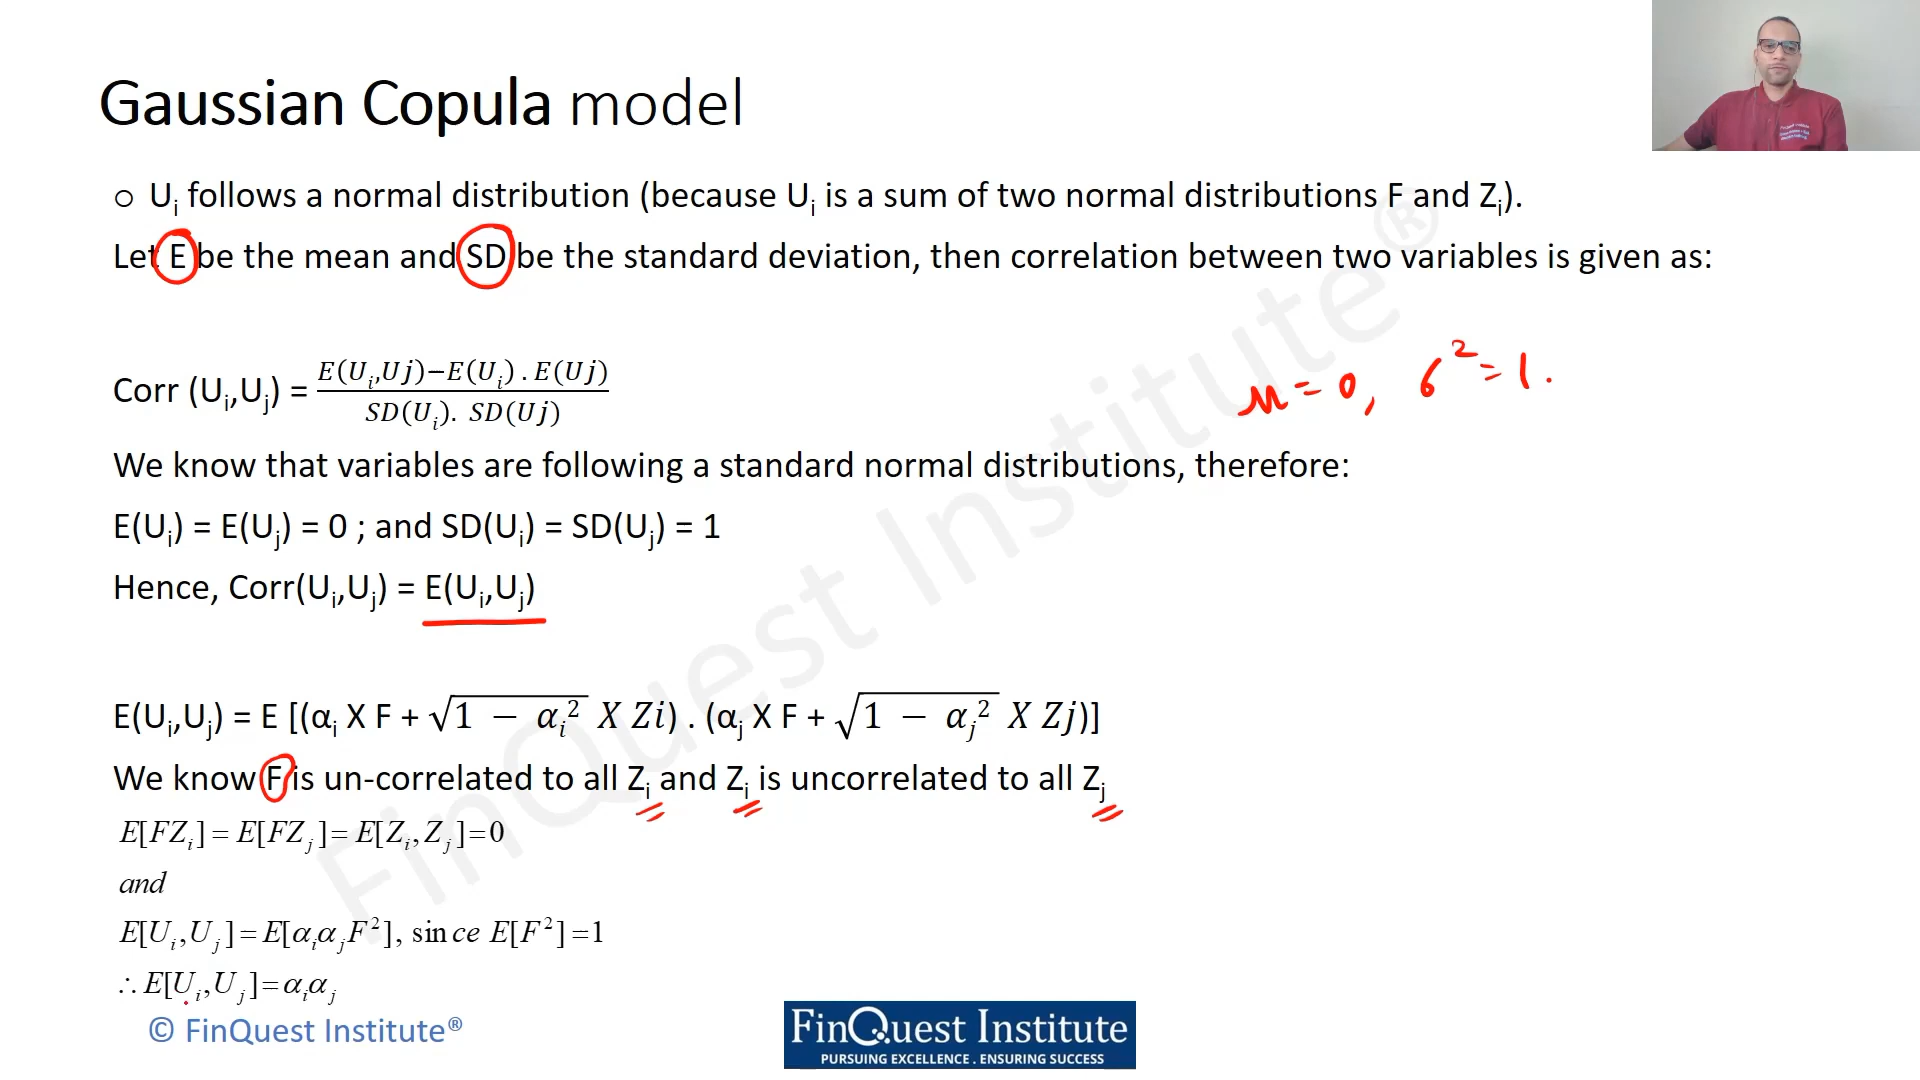 Gaussian Copula model
○ Uᵢ follows a normal distribution (because Uᵢ is a sum of two normal distributions F and Zᵢ).
Let E be the mean and SD be the standard deviation, then correlation between two variables is given as:
Corr (Uᵢ,Uⱼ) = \frac{E(Uᵢ,Uj)−E(Uᵢ) . E(Uj)}{SD(Uᵢ). SD(Uj)}
μ = 0, σ² = 1.
We know that variables are following a standard normal distributions, therefore:
E(Uᵢ) = E(Uⱼ) = 0 ; and SD(Uᵢ) = SD(Uⱼ) = 1
Hence, Corr(Uᵢ,Uⱼ) = E(Uᵢ,Uⱼ)
E(Uᵢ,Uⱼ) = E [(αᵢ X F + √(1 − αᵢ²) X Zi) . (αⱼ X F + √(1 − αⱼ²) X Zj)]
We know F is un-correlated to all Zᵢ and Zᵢ is uncorrelated to all Zⱼ
E[FZᵢ] = E[FZⱼ] = E[Zᵢ, Zⱼ] = 0
and
E[Uᵢ, Uⱼ] = E[αᵢαⱼF²], sin ce E[F²] = 1
∴ E[Uᵢ, Uⱼ] = αᵢαⱼ
© FinQuest Institute®
FinQuest Institute
PURSUING EXCELLENCE . ENSURING SUCCESS
FinQuest Institute®